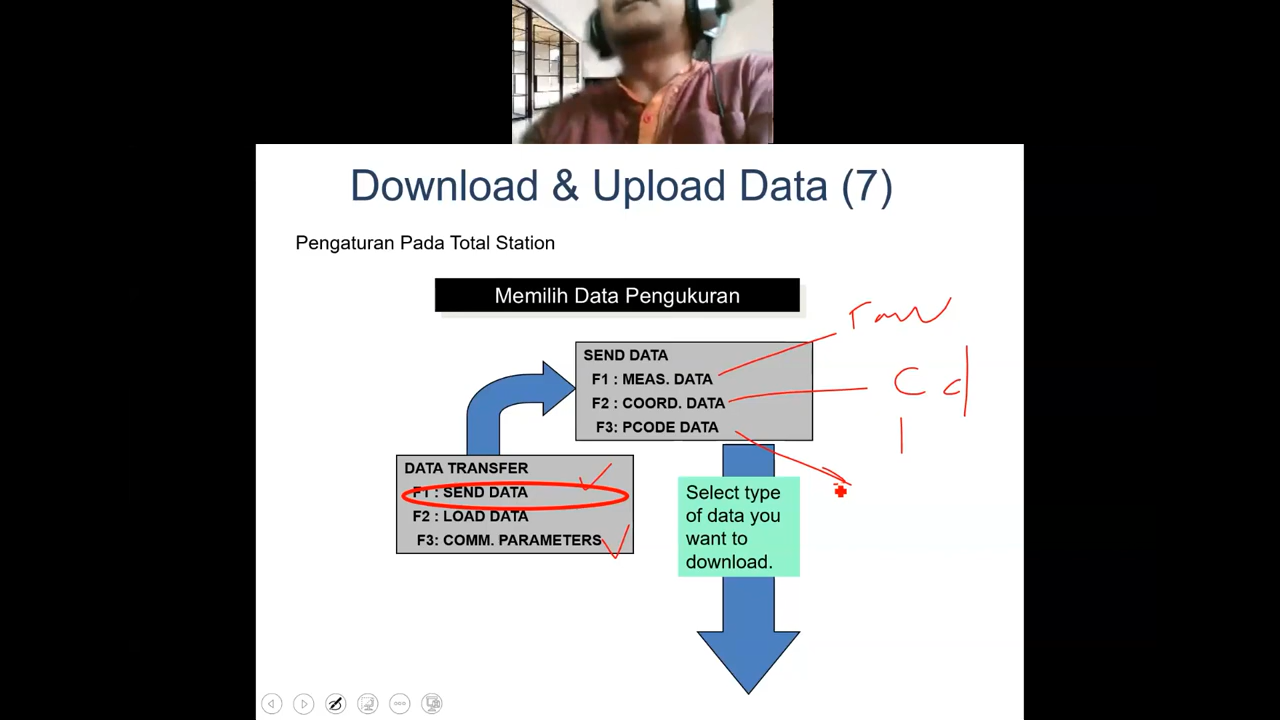 Download & Upload Data (7)
Pengaturan Pada Total Station
Memilih Data Pengukuran
raw
SEND DATA
F1 : MEAS. DATA
F2 : COORD. DATA
F3: PCODE DATA
DATA TRANSFER
F1 : SEND DATA
F2 : LOAD DATA
F3: COMM. PARAMETERS
Select type
of data you
want to
download.